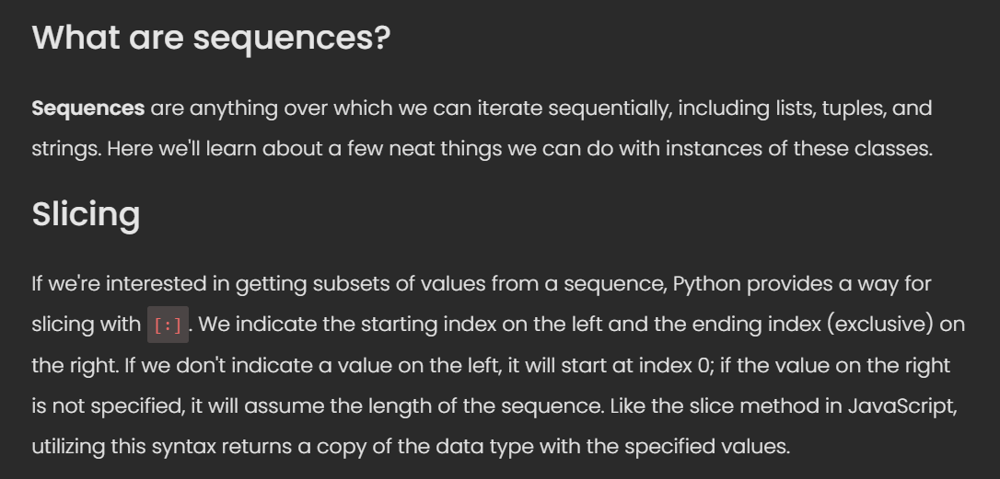 What are sequences?
Sequences are anything over which we can iterate sequentially, including lists, tuples, and
strings. Here we'll learn about a few neat things we can do with instances of these classes.
Slicing
If we're interested in getting subsets of values from a sequence, Python provides a way for
slicing with [:]. We indicate the starting index on the left and the ending index (exclusive) on
the right. If we don't indicate a value on the left, it will start at index 0; if the value on the right
is not specified, it will assume the length of the sequence. Like the slice method in JavaScript,
utilizing this syntax returns a copy of the data type with the specified values.